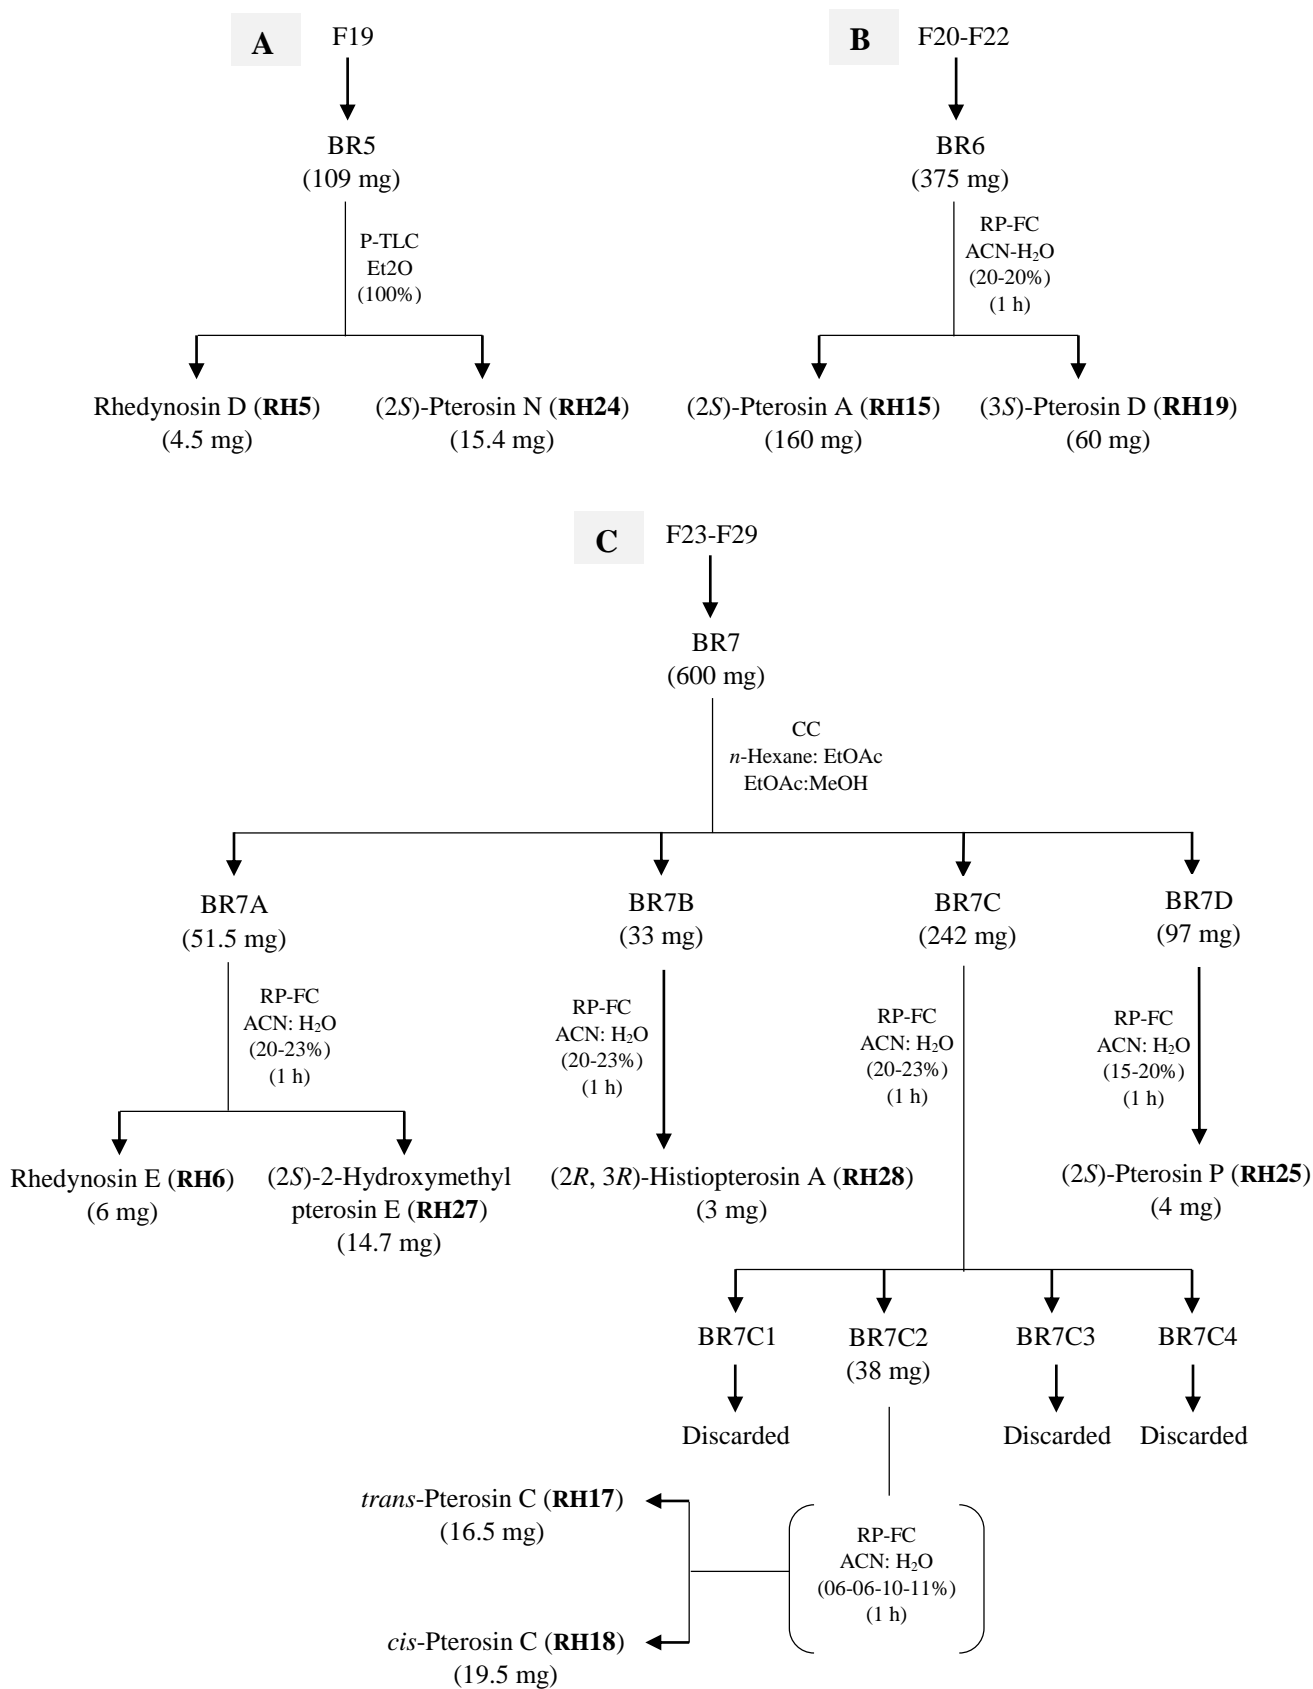 A
F19
BR5
(109 mg)
P-TLC
Et2O
(100%)
Rhedynosin D (RH5)
(4.5 mg)
(2S)-Pterosin N (RH24)
(15.4 mg)
B
F20-F22
BR6
(375 mg)
RP-FC
ACN-H₂O
(20-20%)
(1 h)
(2S)-Pterosin A (RH15)
(160 mg)
(3S)-Pterosin D (RH19)
(60 mg)
C
F23-F29
BR7
(600 mg)
CC
n-Hexane: EtOAc
EtOAc:MeOH
BR7A
(51.5 mg)
RP-FC
ACN: H₂O
(20-23%)
(1 h)
Rhedynosin E (RH6)
(6 mg)
(2S)-2-Hydroxymethyl
pterosin E (RH27)
(14.7 mg)
BR7B
(33 mg)
RP-FC
ACN: H₂O
(20-23%)
(1 h)
(2R, 3R)-Histiopterosin A (RH28)
(3 mg)
BR7C
(242 mg)
RP-FC
ACN: H₂O
(20-23%)
(1 h)
BR7D
(97 mg)
RP-FC
ACN: H₂O
(15-20%)
(1 h)
(2S)-Pterosin P (RH25)
(4 mg)
BR7C1
Discarded
BR7C2
(38 mg)
BR7C3
Discarded
BR7C4
Discarded
RP-FC
ACN: H₂O
(06-06-10-11%)
(1 h)
trans-Pterosin C (RH17)
(16.5 mg)
cis-Pterosin C (RH18)
(19.5 mg)